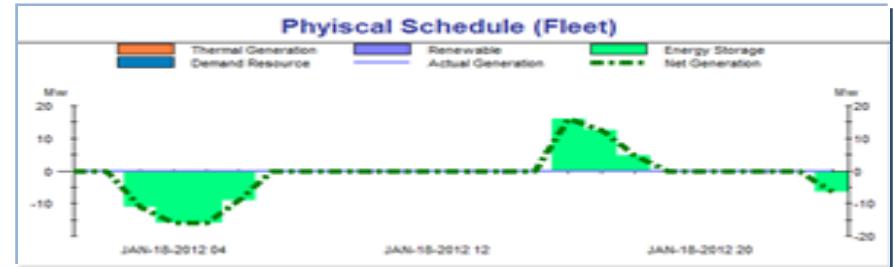 Phyiscal Schedule (Fleet)
Thermal Generation Renewable Energy Storage
Demand Resource Actual Generation Net Generation
Mw Mw
20 20
10 10
0 0
-10 -10
-20
JAN-18-2012 04 JAN-18-2012 12 JAN-18-2012 20